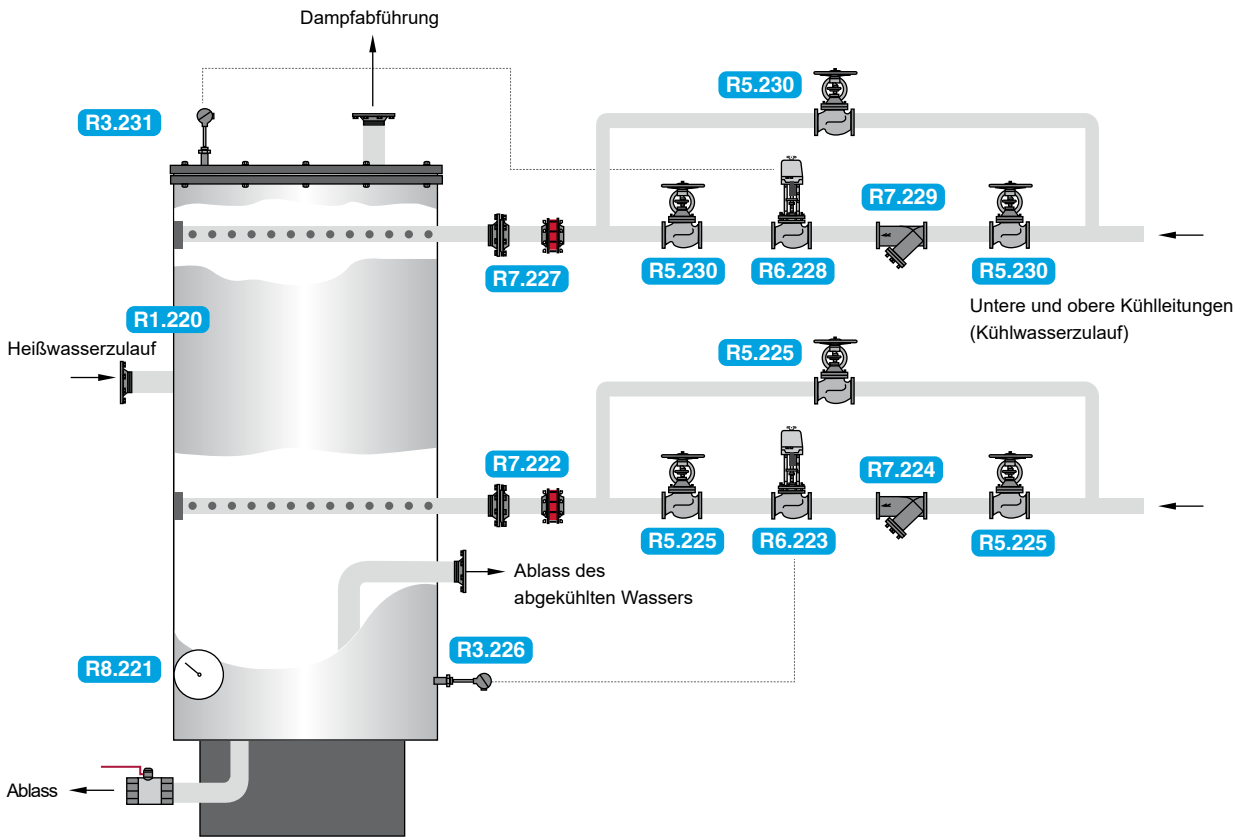 Dampfabführung
R5.230
R3.231
R7.229
R7.227
R5.230
R6.228
R5.230
Untere und obere Kühlleitungen
(Kühlwasserzulauf)
R1.220
Heißwasserzulauf
R5.225
R7.222
R7.224
R5.225
R6.223
R5.225
Ablass des
abgekühlten Wassers
R3.226
R8.221
Ablass